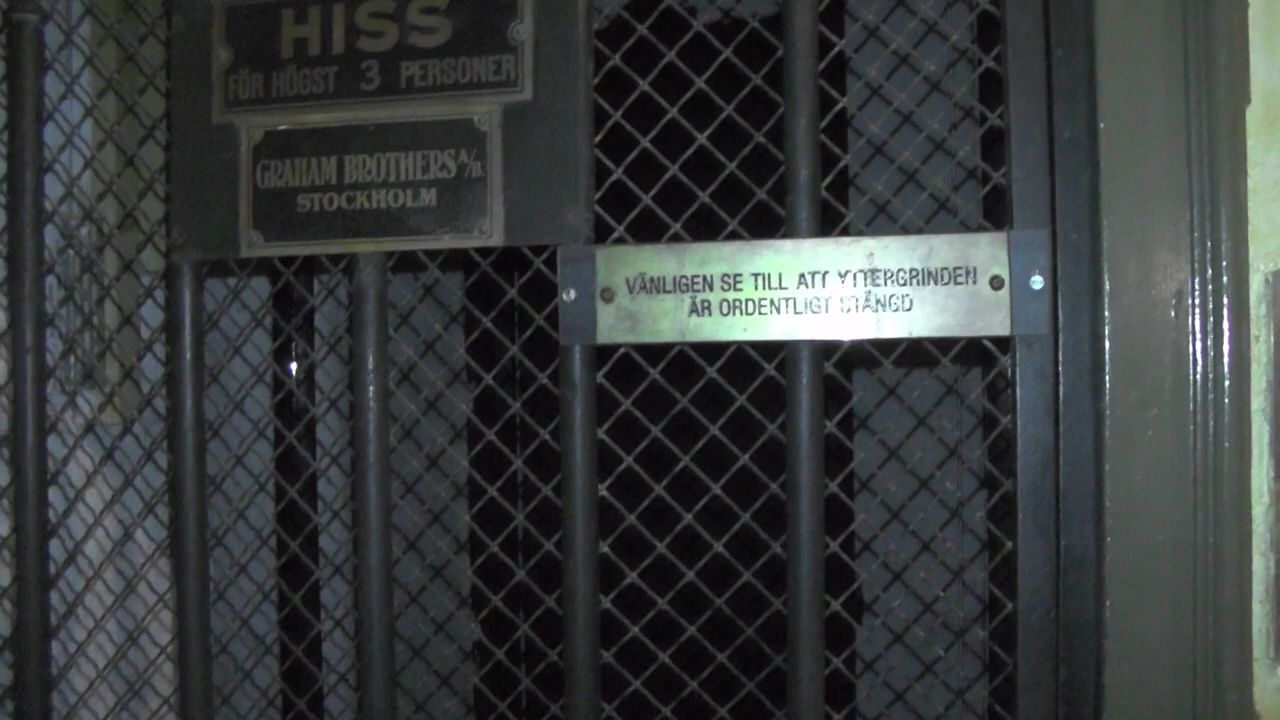 HISS
FÖR HÖGST 3 PERSONER
GRAHAM BROTHERS A/B.
STOCKHOLM
VÄNLIGEN SE TILL ATT YTTERGRINDEN
ÄR ORDENTLIGT STÄNGD